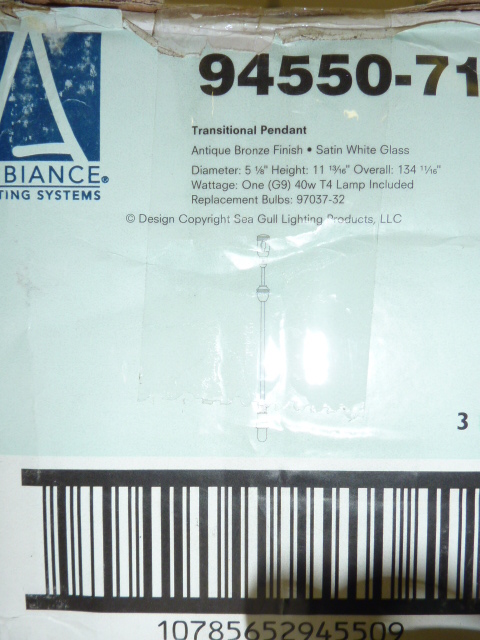 94550-71
Transitional Pendant
Antique Bronze Finish • Satin White Glass
Diameter: 5 ⅛" Height: 11 ¹³⁄₁₆" Overall: 134 ¹¹⁄₁₆"
Wattage: One (G9) 40w T4 Lamp Included
Replacement Bulbs: 97037-32
© Design Copyright Sea Gull Lighting Products, LLC
BIANCE®
TING SYSTEMS
3
10785652945509